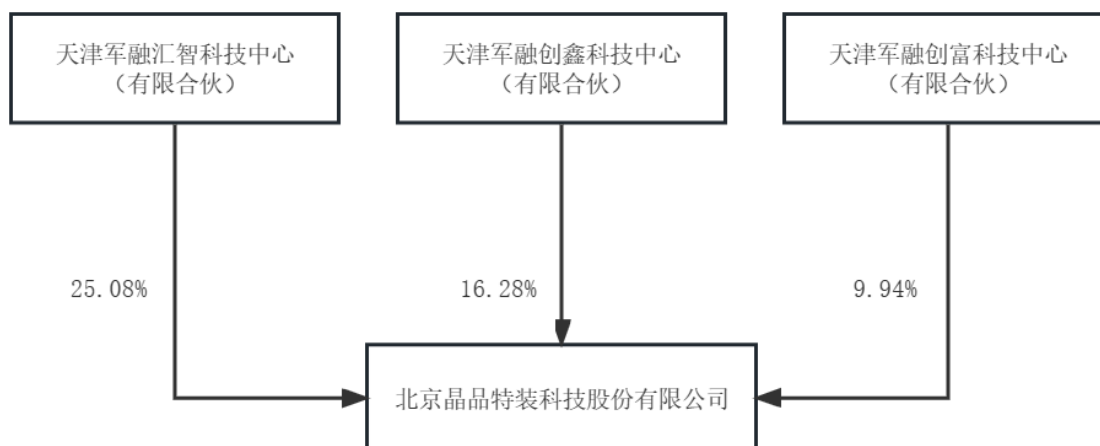 天津军融汇智科技中心
（有限合伙）
天津军融创鑫科技中心
（有限合伙）
天津军融创富科技中心
（有限合伙）
25.08%
16.28%
9.94%
北京晶品特装科技股份有限公司